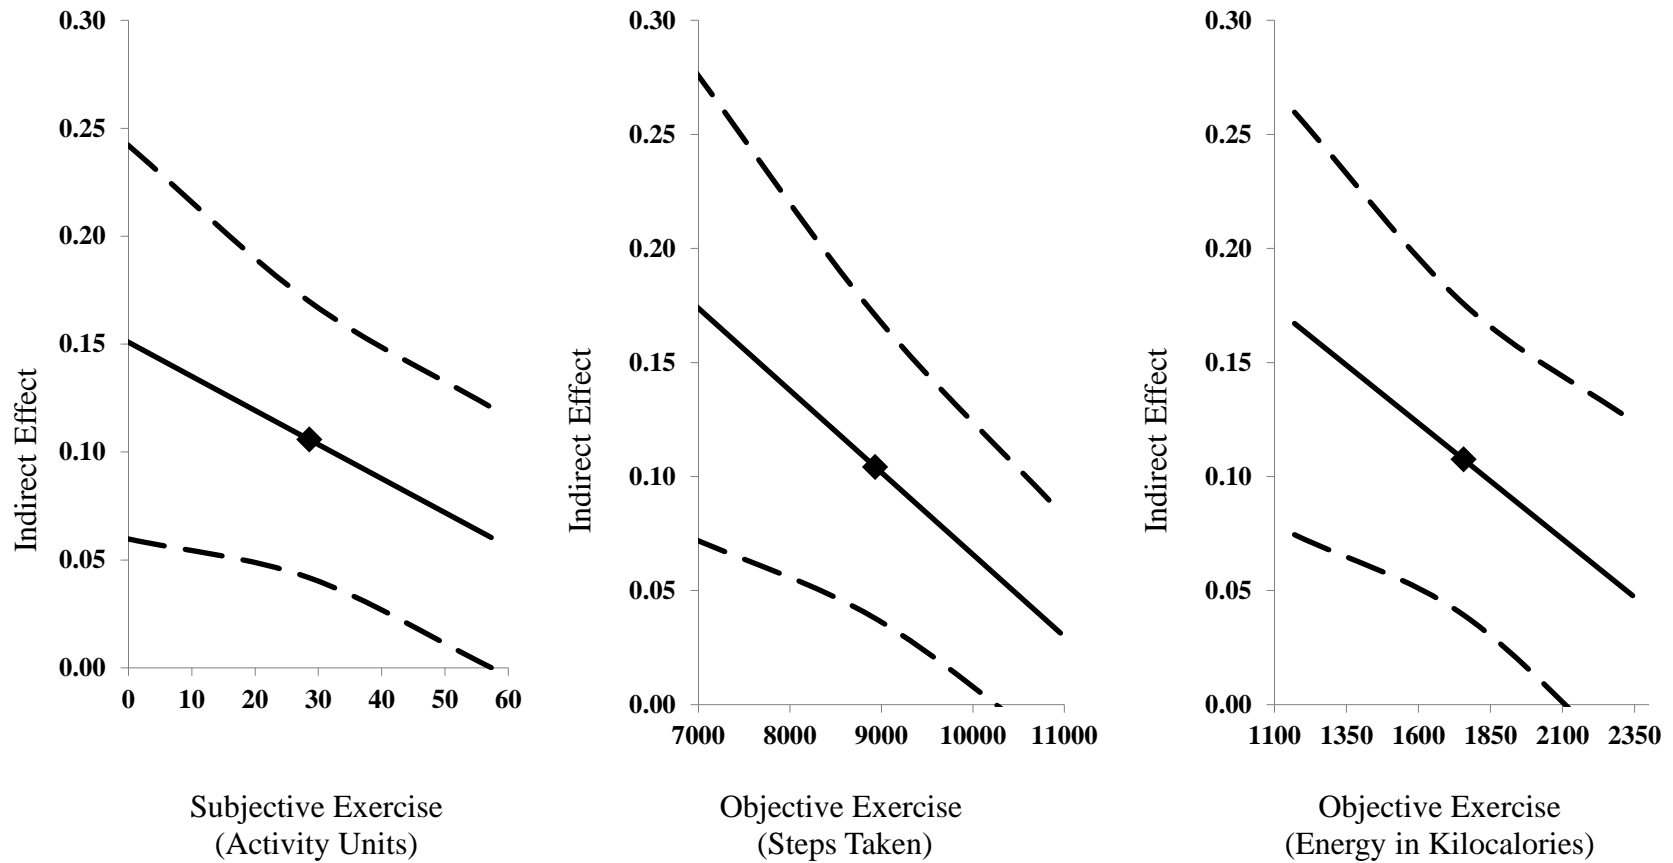 0.30
0.25
0.20
0.15
0.10
0.05
0.00
Indirect Effect
0 10 20 30 40 50 60
Subjective Exercise
(Activity Units)
0.30
0.25
0.20
0.15
0.10
0.05
0.00
Indirect Effect
7000 8000 9000 10000 11000
Objective Exercise
(Steps Taken)
0.30
0.25
0.20
0.15
0.10
0.05
0.00
Indirect Effect
1100 1350 1600 1850 2100 2350
Objective Exercise
(Energy in Kilocalories)